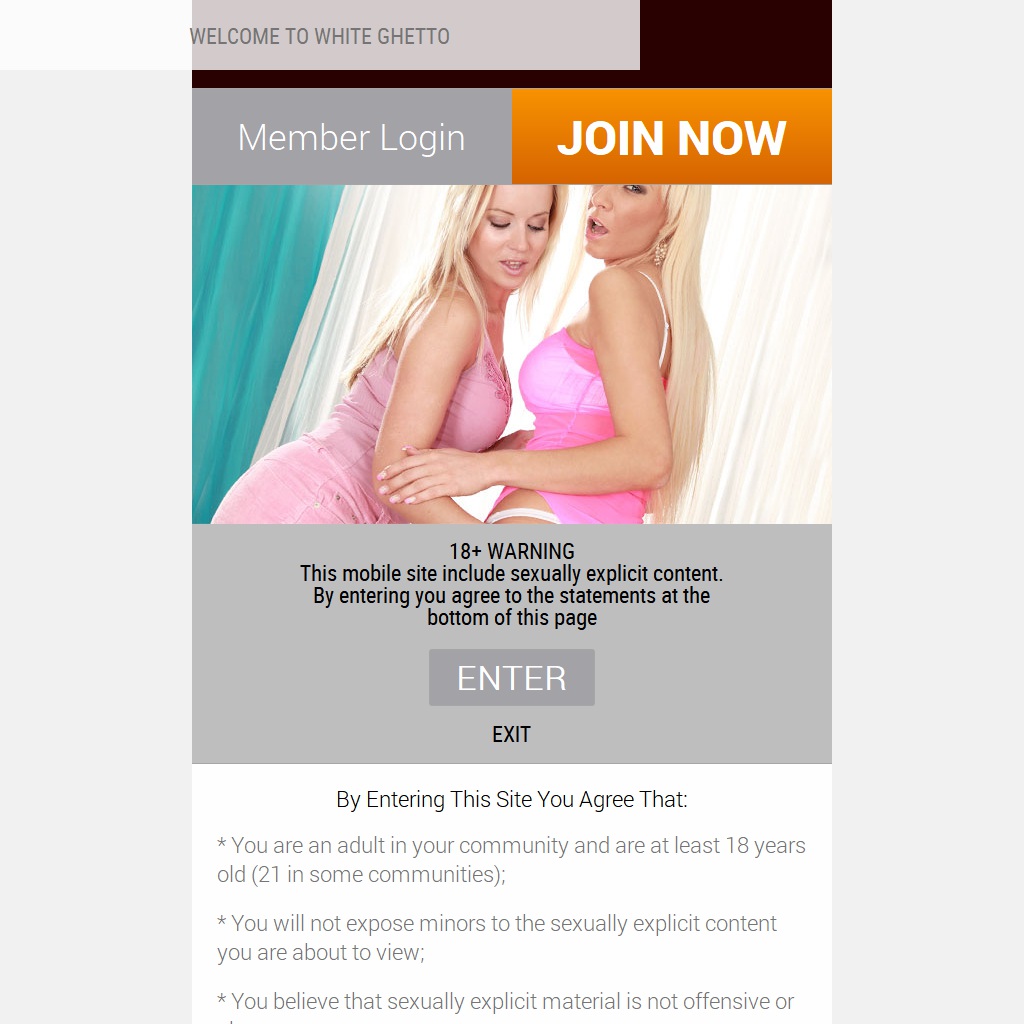 WELCOME TO WHITE GHETTO
Member Login
JOIN NOW
18+ WARNING
This mobile site include sexually explicit content.
By entering you agree to the statements at the
bottom of this page
ENTER
EXIT
By Entering This Site You Agree That:
* You are an adult in your community and are at least 18 years
old (21 in some communities);
* You will not expose minors to the sexually explicit content
you are about to view;
* You believe that sexually explicit material is not offensive or